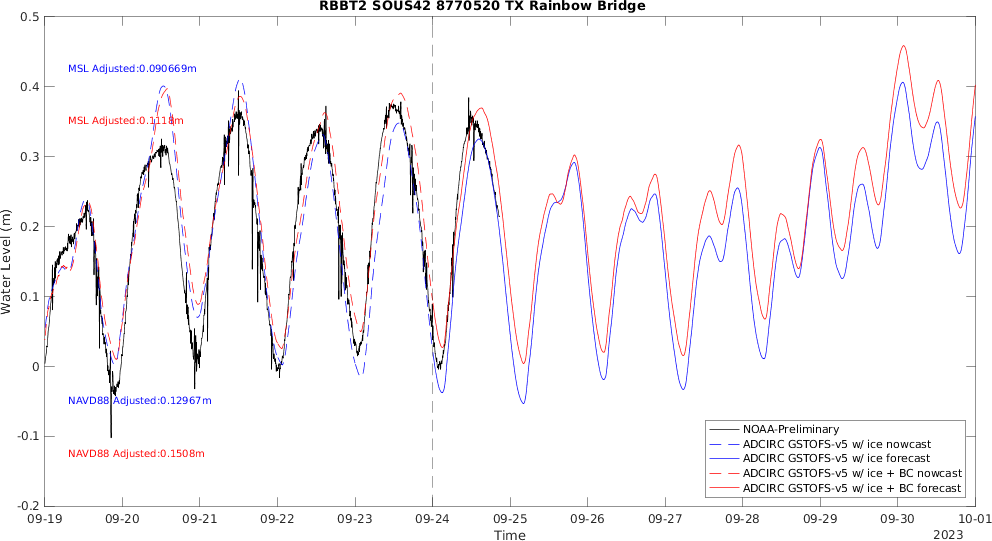 RBBT2 SOUS42 8770520 TX Rainbow Bridge
0.5
0.4
0.3
0.2
0.1
0
-0.1
-0.2
Water Level (m)
MSL Adjusted:0.090669m
MSL Adjusted:0.1118m
NAVD88 Adjusted:0.12967m
NAVD88 Adjusted:0.1508m
NOAA-Preliminary
ADCIRC GSTOFS-v5 w/ ice nowcast
ADCIRC GSTOFS-v5 w/ ice forecast
ADCIRC GSTOFS-v5 w/ ice + BC nowcast
ADCIRC GSTOFS-v5 w/ ice + BC forecast
09-19 09-20 09-21 09-22 09-23 09-24 09-25 09-26 09-27 09-28 09-29 09-30 10-01
Time
2023